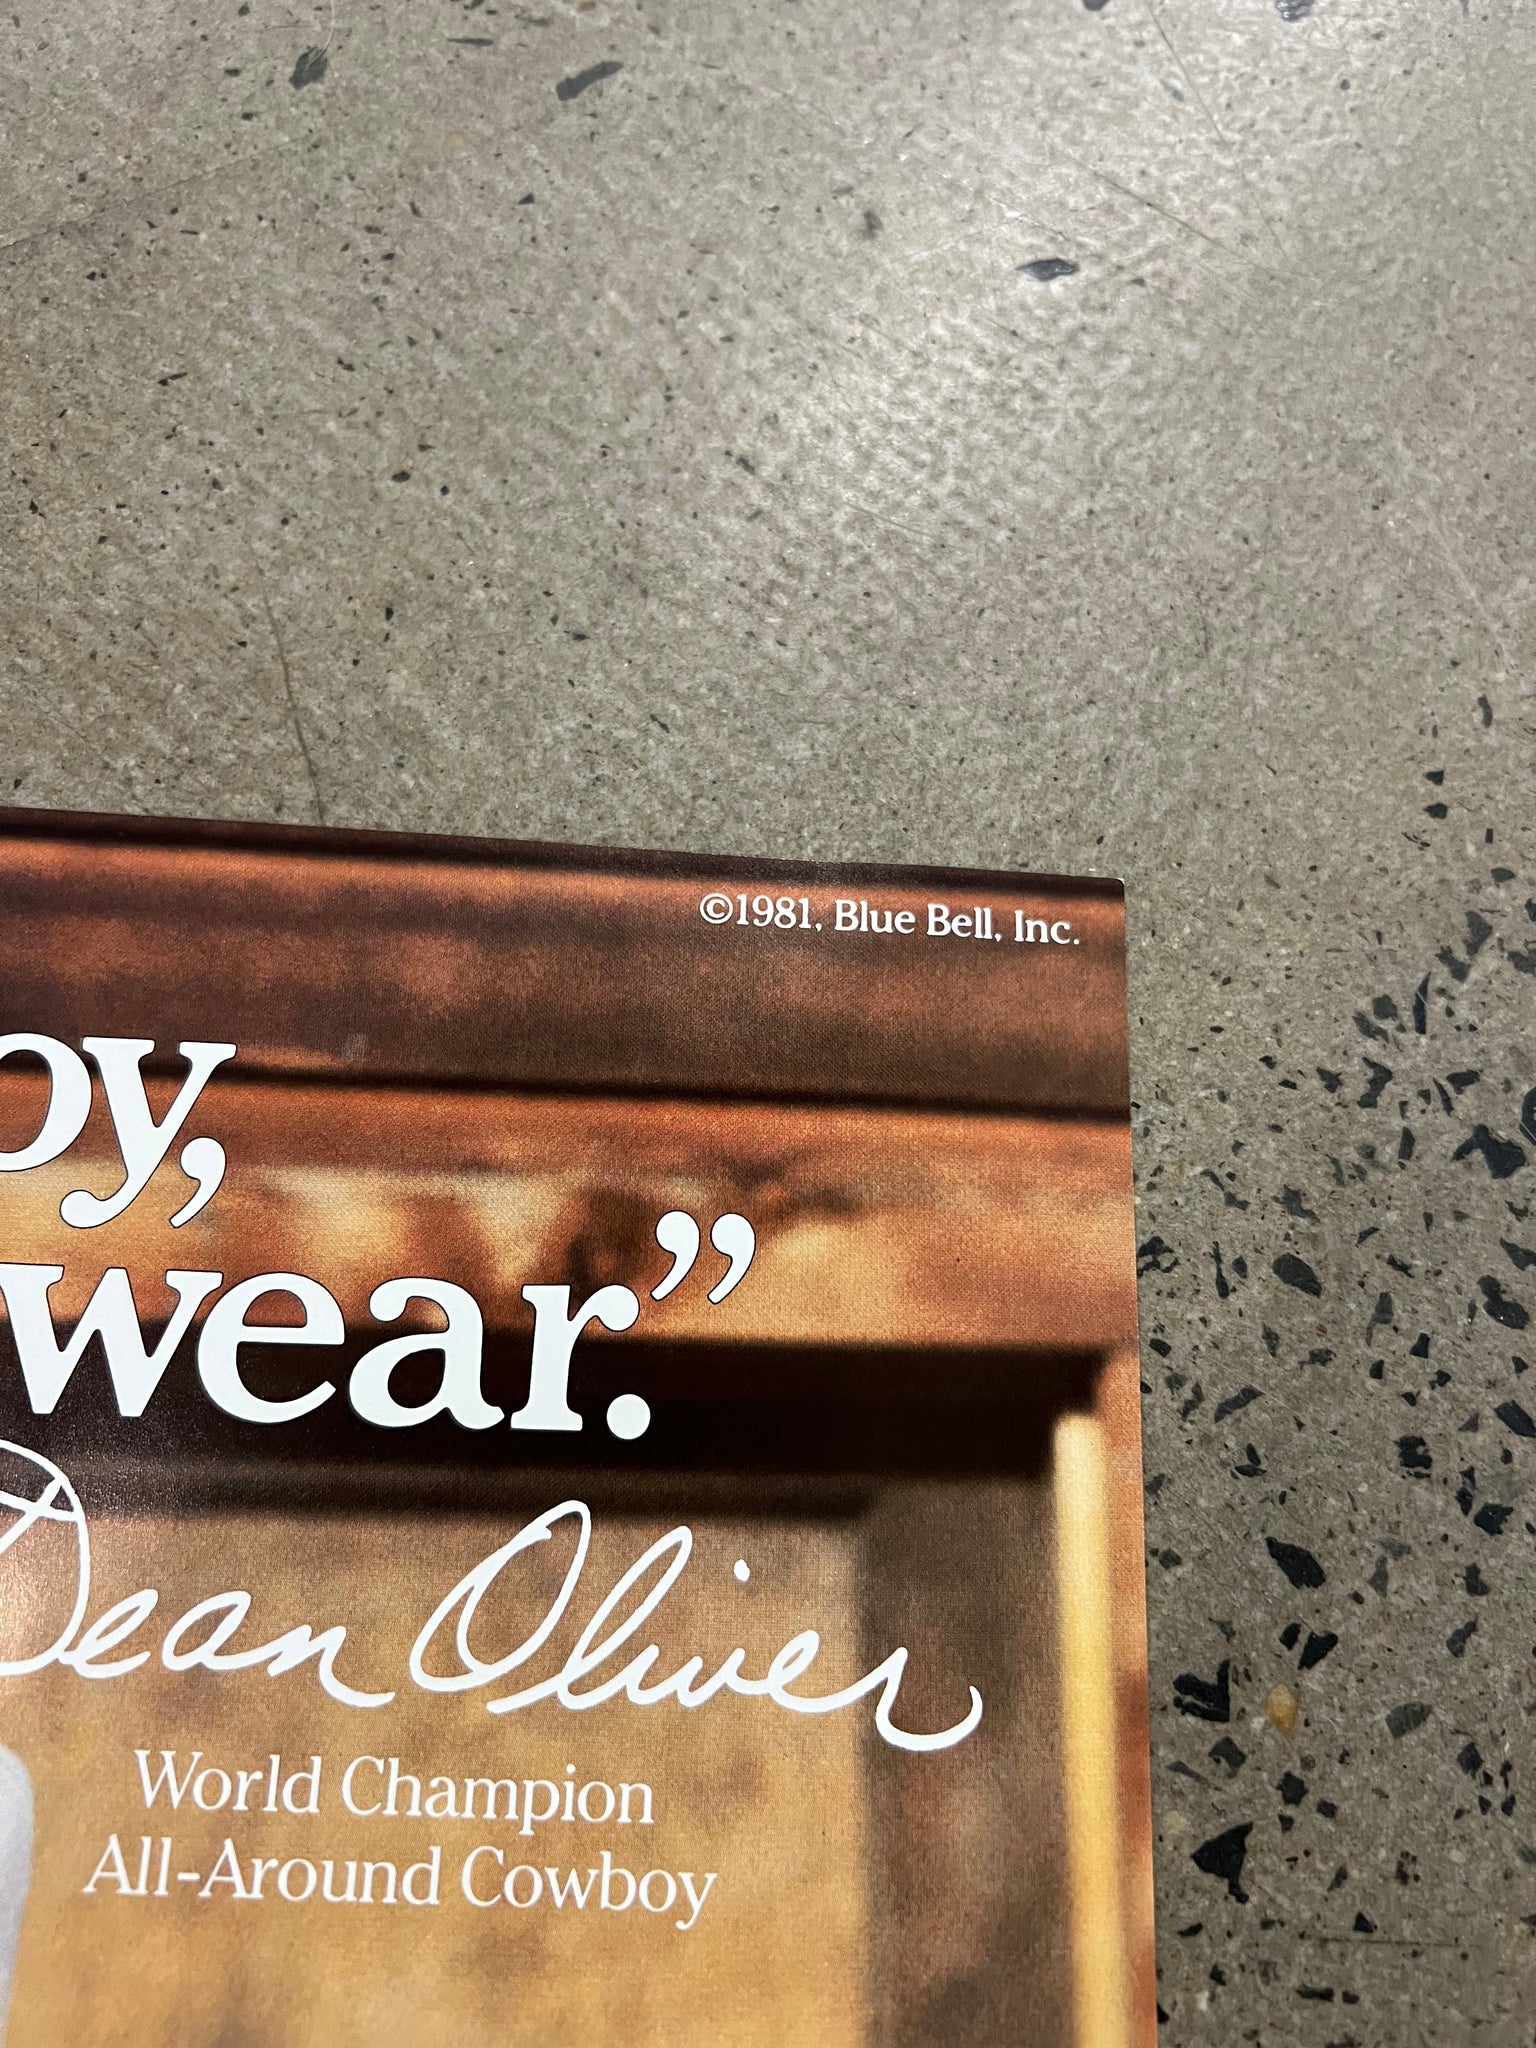 ©1981, Blue Bell, Inc.
oy,
wear.”
Dean Oliver
World Champion
All-Around Cowboy